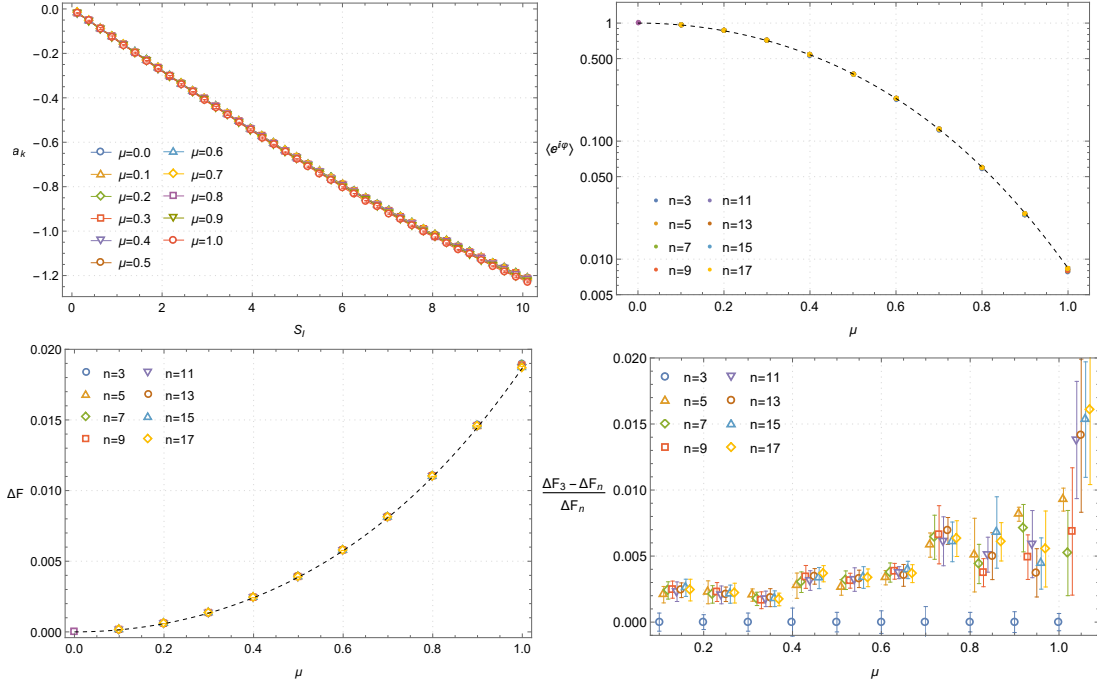 0.0
-0.2
-0.4
-0.6
-0.8
-1.0
-1.2
a_k
μ=0.0 μ=0.6
μ=0.1 μ=0.7
μ=0.2 μ=0.8
μ=0.3 μ=0.9
μ=0.4 μ=1.0
μ=0.5
0 2 4 6 8 10
S_I
1
0.500
0.100
0.050
0.010
0.005
⟨e^{iφ}⟩
n=3 n=11
n=5 n=13
n=7 n=15
n=9 n=17
0.0 0.2 0.4 0.6 0.8 1.0
μ
0.020
0.015
0.010
0.005
0.000
ΔF
n=3 n=11
n=5 n=13
n=7 n=15
n=9 n=17
0.0 0.2 0.4 0.6 0.8 1.0
μ
0.020
0.015
0.010
0.005
0.000
ΔF₃ − ΔFₙ
ΔFₙ
n=3 n=11
n=5 n=13
n=7 n=15
n=9 n=17
0.2 0.4 0.6 0.8 1.0
μ